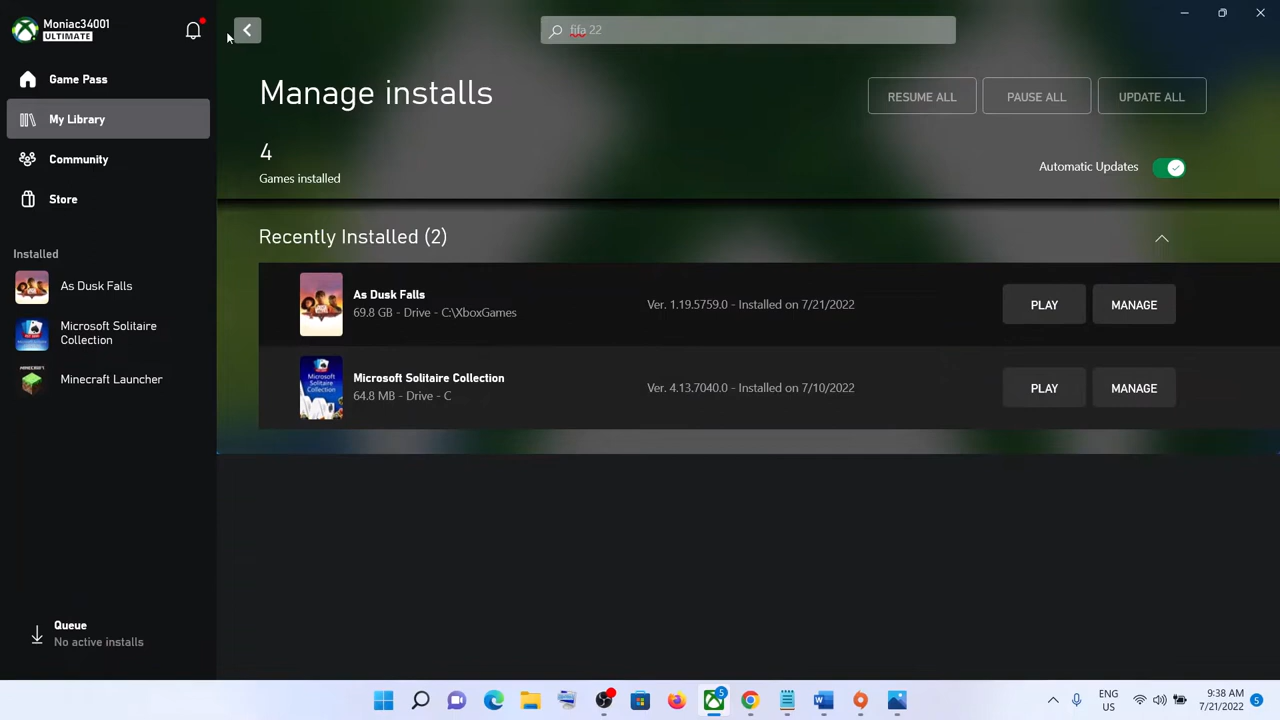 Moniac34001
ULTIMATE
fifa 22
Game Pass
My Library
Community
Store
Installed
As Dusk Falls
Microsoft Solitaire
Collection
Minecraft Launcher
Queue
No active installs
Manage installs
RESUME ALL
PAUSE ALL
UPDATE ALL
4
Games installed
Automatic Updates
Recently Installed (2)
As Dusk Falls
69.8 GB - Drive - C:\XboxGames
Ver. 1.19.5759.0 - Installed on 7/21/2022
PLAY
MANAGE
Microsoft Solitaire Collection
64.8 MB - Drive - C
Ver. 4.13.7040.0 - Installed on 7/10/2022
PLAY
MANAGE
5
ENG
US
9:38 AM
7/21/2022
5